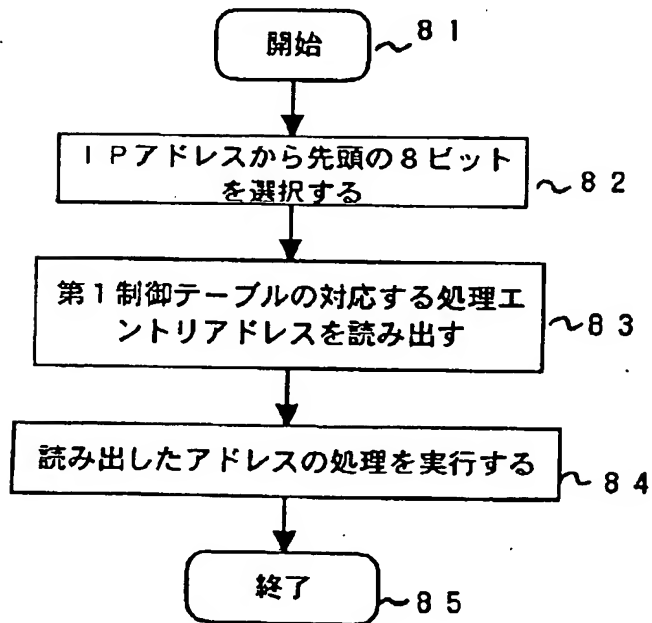 開始
~81
IPアドレスから先頭の8ビット
を選択する
~82
第1制御テーブルの対応する処理エ
ントリアドレスを読み出す
~83
読み出したアドレスの処理を実行する
~84
終了
~85